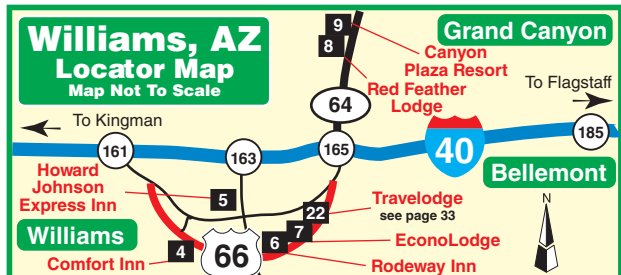 Williams, AZ
Locator Map
Map Not To Scale
9
8
Grand Canyon
Canyon
Plaza Resort
Red Feather
Lodge
To Flagstaff
64
To Kingman
161
163
165
40
185
Howard
Johnson
Express Inn
5
Bellemont
Travelodge
see page 33
22
7
EconoLodge
6
Rodeway Inn
Williams
4
Comfort Inn
66
N